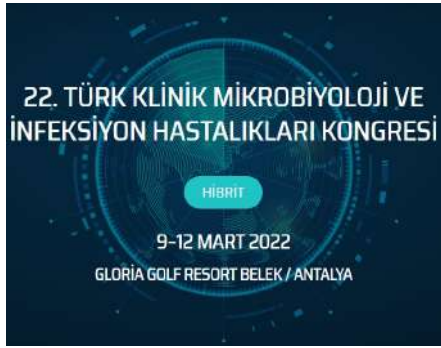 22. TÜRK KLİNİK MİKROBİYOLOJİ VE
İNFEKSİYON HASTALIKLARI KONGRESİ
HİBRİT
9-12 MART 2022
GLORİA GOLF RESORT BELEK / ANTALYA